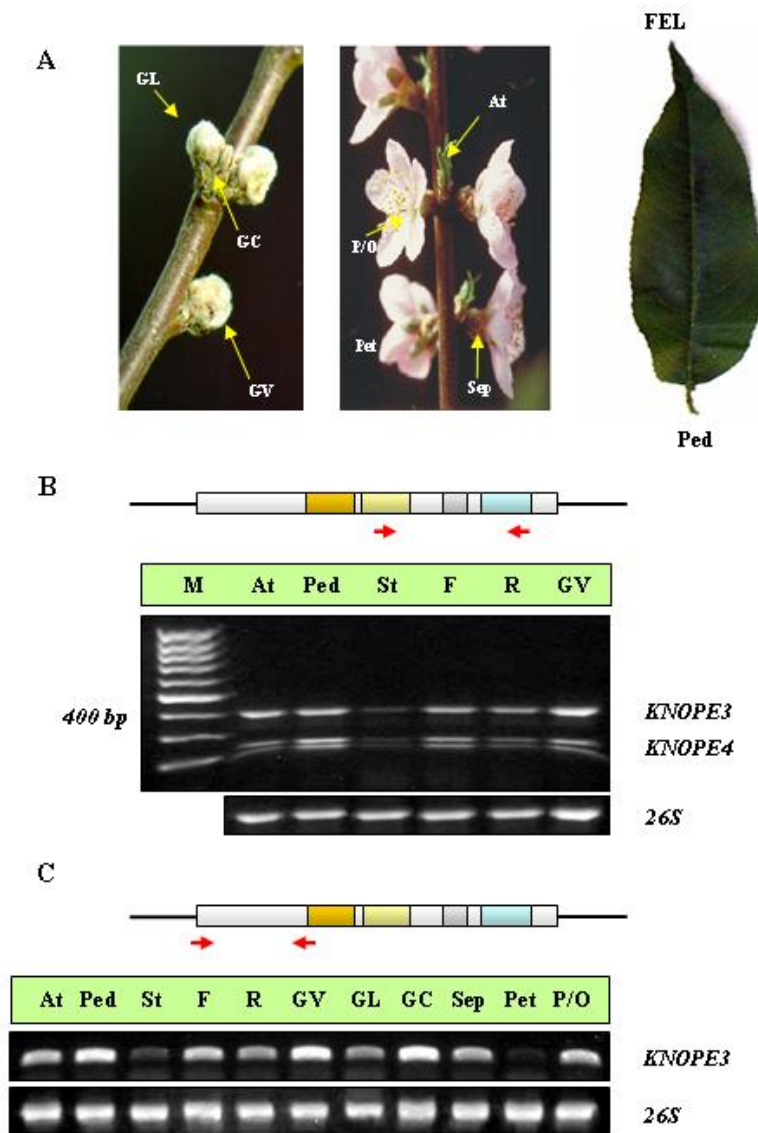 A
GL
GC
GV
At
P/O
Pet
Sep
FEL
Ped
B
M At Ped St F R GV
400 bp
KNOPE3
KNOPE4
26S
C
At Ped St F R GV GL GC Sep Pet P/O
KNOPE3
26S